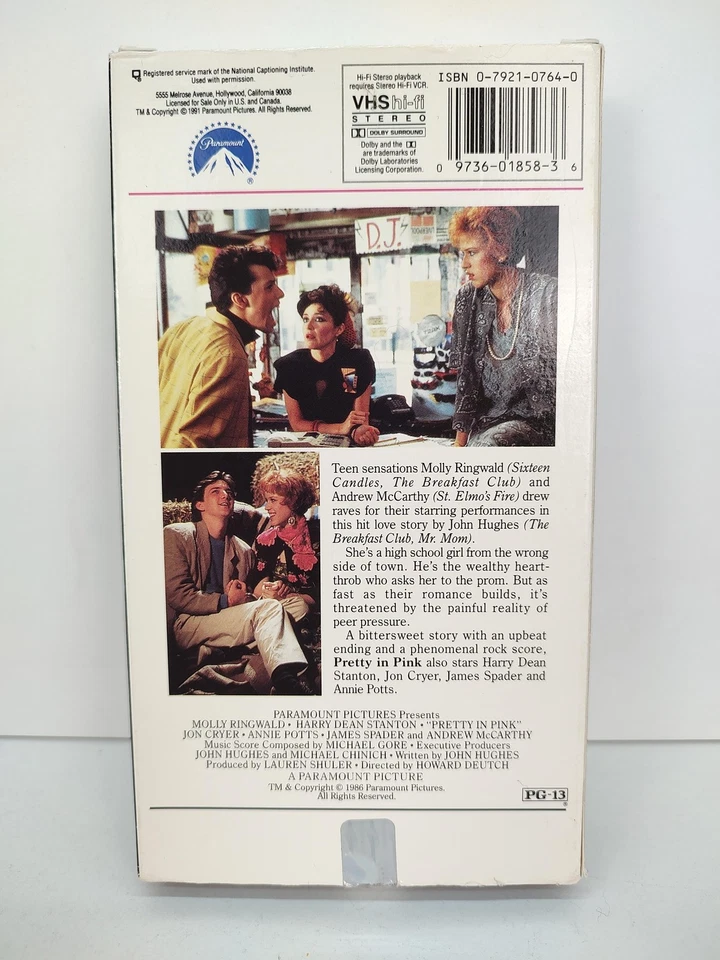 Registered service mark of the National Captioning Institute.
Used with permission.
5555 Melrose Avenue, Hollywood, California 90038
Licensed for Sale Only in U.S. and Canada.
TM & Copyright © 1991 Paramount Pictures. All Rights Reserved.
Paramount
®
Hi-Fi Stereo playback
requires Stereo Hi-Fi VCR.
VHS hi-fi
STEREO
DOLBY SURROUND
Dolby and the
are trademarks of
Dolby Laboratories
Licensing Corporation.
ISBN 0-7921-0764-0
0 9736-01858-3 6
D.J.
Teen sensations Molly Ringwald (Sixteen
Candles, The Breakfast Club) and
Andrew McCarthy (St. Elmo's Fire) drew
raves for their starring performances in
this hit love story by John Hughes (The
Breakfast Club, Mr. Mom).
She's a high school girl from the wrong
side of town. He's the wealthy heart-
throb who asks her to the prom. But as
fast as their romance builds, it's
threatened by the painful reality of
peer pressure.
A bittersweet story with an upbeat
ending and a phenomenal rock score,
Pretty in Pink also stars Harry Dean
Stanton, Jon Cryer, James Spader and
Annie Potts.
PARAMOUNT PICTURES Presents
MOLLY RINGWALD • HARRY DEAN STANTON • "PRETTY IN PINK"
JON CRYER • ANNIE POTTS • JAMES SPADER and ANDREW McCARTHY
Music Score Composed by MICHAEL GORE • Executive Producers
JOHN HUGHES and MICHAEL CHINICH • Written by JOHN HUGHES
Produced by LAUREN SHULER • Directed by HOWARD DEUTCH
A PARAMOUNT PICTURE
TM & Copyright © 1986 Paramount Pictures.
All Rights Reserved.
PG-13
®